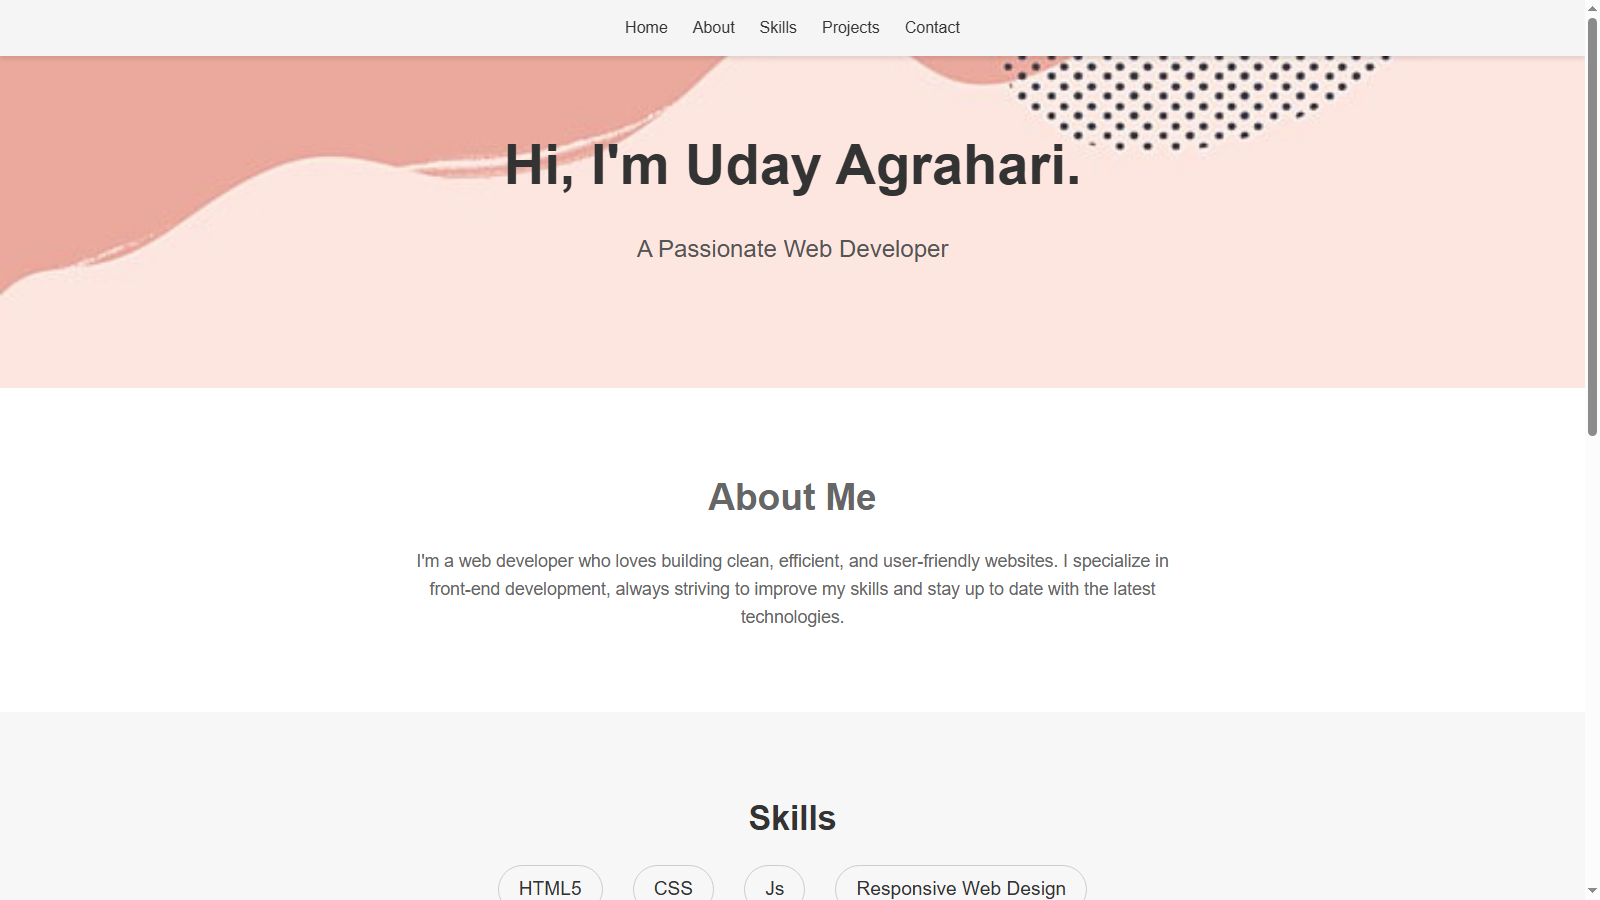 Home About Skills Projects Contact
Hi, I'm Uday Agrahari.
A Passionate Web Developer
About Me
I'm a web developer who loves building clean, efficient, and user-friendly websites. I specialize in
front-end development, always striving to improve my skills and stay up to date with the latest
technologies.
Skills
HTML5 CSS Js Responsive Web Design